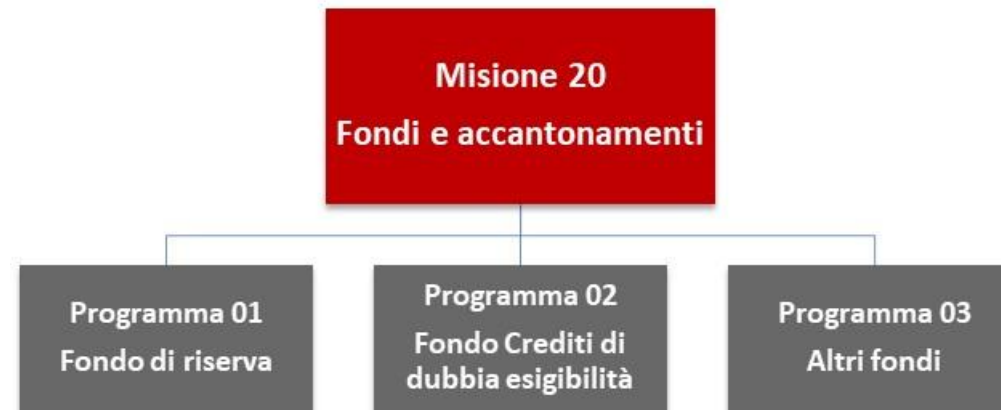 Misione 20
Fondi e accantonamenti
Programma 01
Fondo di riserva
Programma 02
Fondo Crediti di
dubbia esigibilità
Programma 03
Altri fondi